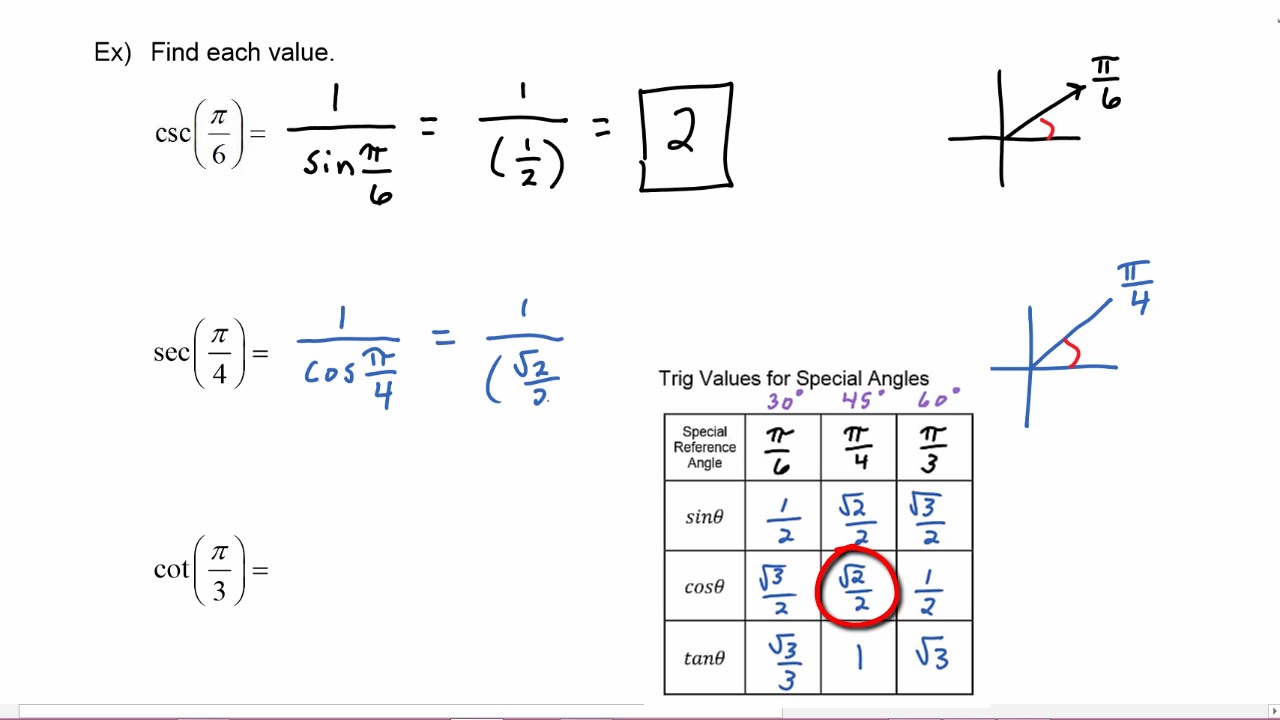 Ex) Find each value.
csc(π/6) = 1/(sin π/6) = 1/(1/2) = 2
π/6
sec(π/4) = 1/(cos π/4) = 1/(√2/2
π/4
Trig Values for Special Angles
30° 45° 60°
Special Reference Angle π/6 π/4 π/3
sinθ 1/2 √2/2 √3/2
cosθ √3/2 √2/2 1/2
tanθ √3/3 1 √3
cot(π/3) =